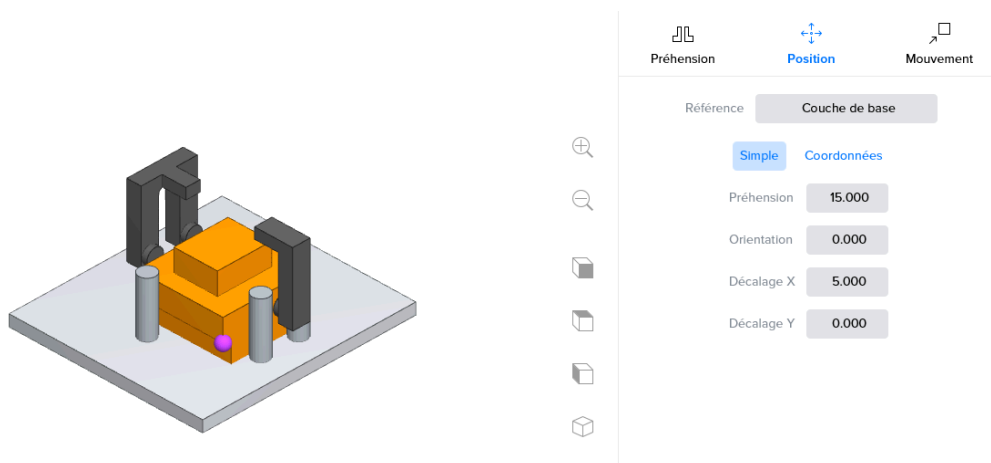 Préhension
Position
Mouvement
Référence
Couche de base
Simple
Coordonnées
Préhension 15.000
Orientation 0.000
Décalage X 5.000
Décalage Y 0.000